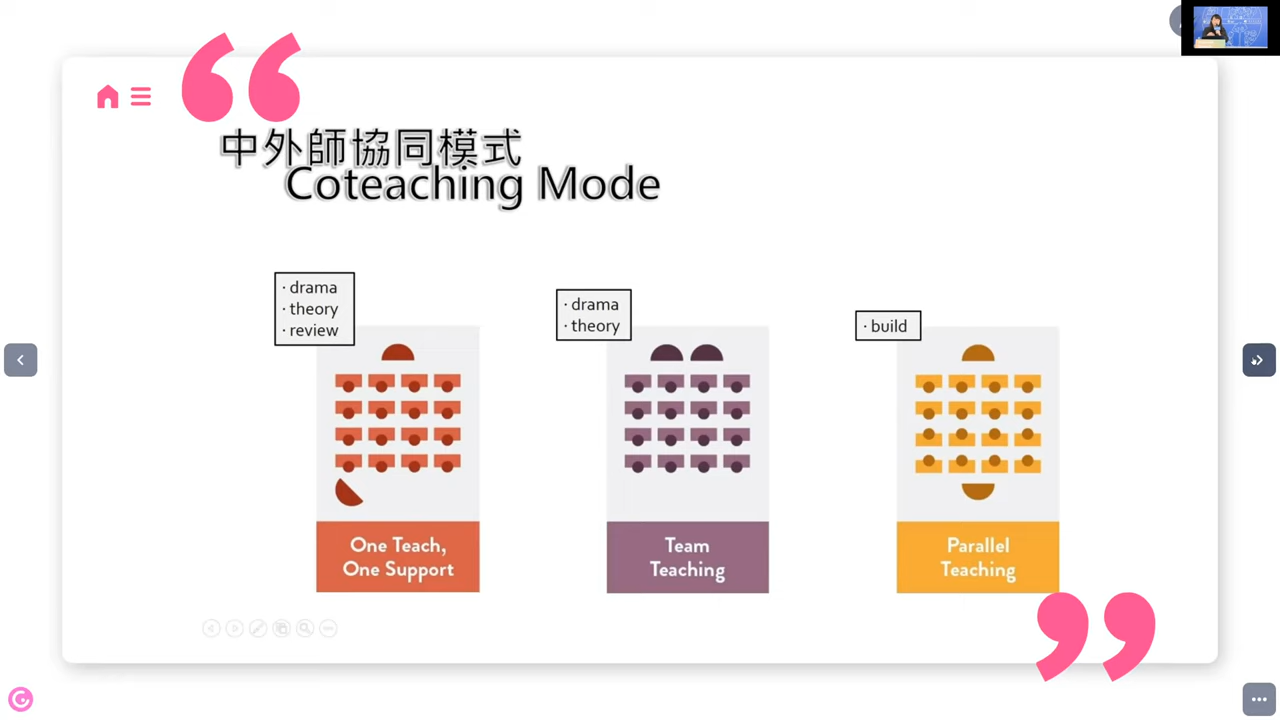 中外師協同模式
Coteaching Mode
· drama
· theory
· review
One Teach,
One Support
· drama
· theory
Team
Teaching
· build
Parallel
Teaching